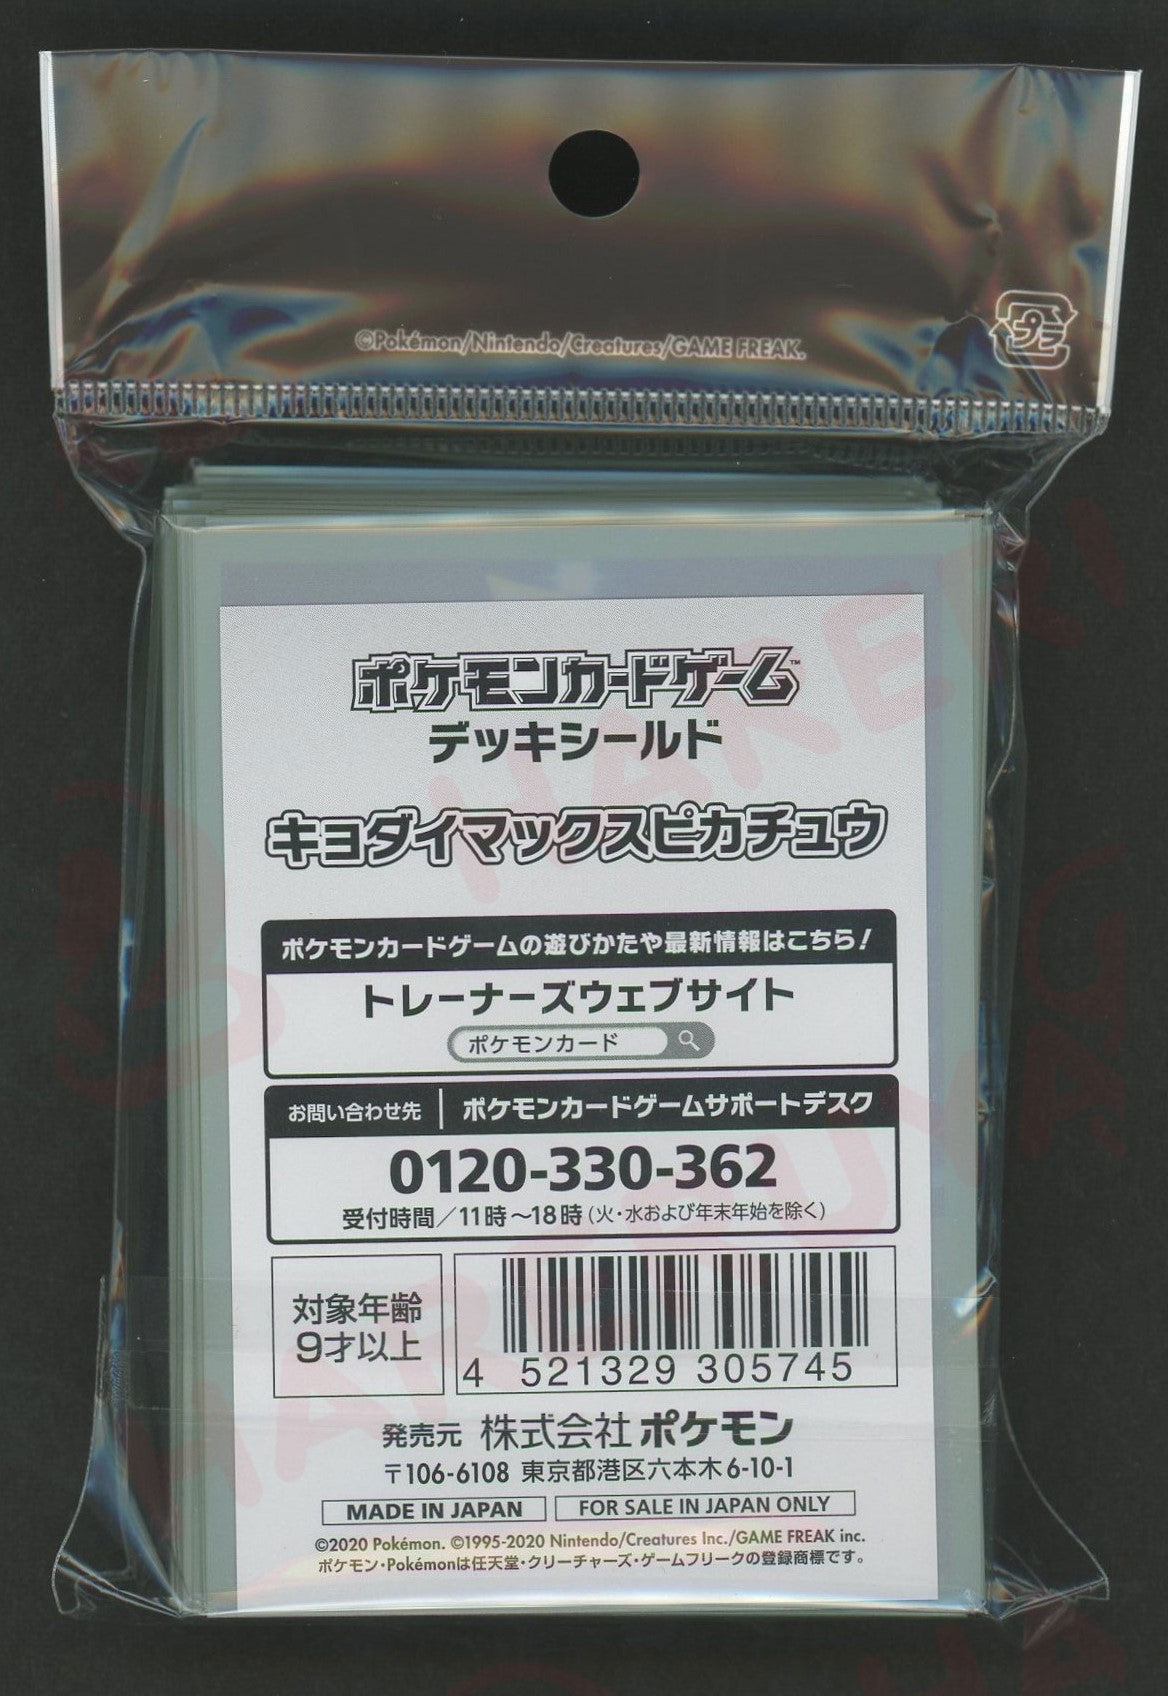 ©Pokémon/Nintendo/Creatures/GAME FREAK.
プラ
ポケモンカードゲーム™
デッキシールド
キョダイマックスピカチュウ
ポケモンカードゲームの遊びかたや最新情報はこちら!
トレーナーズウェブサイト
ポケモンカード
お問い合わせ先 ポケモンカードゲームサポートデスク
0120-330-362
受付時間/11時~18時(火・水および年末年始を除く)
対象年齢
9才以上
4 521329 305745
発売元 株式会社 ポケモン
〒106-6108 東京都港区六本木6-10-1
MADE IN JAPAN FOR SALE IN JAPAN ONLY
©2020 Pokémon. ©1995-2020 Nintendo/Creatures Inc./GAME FREAK inc.
ポケモン・Pokémonは任天堂・クリーチャーズ・ゲームフリークの登録商標です。